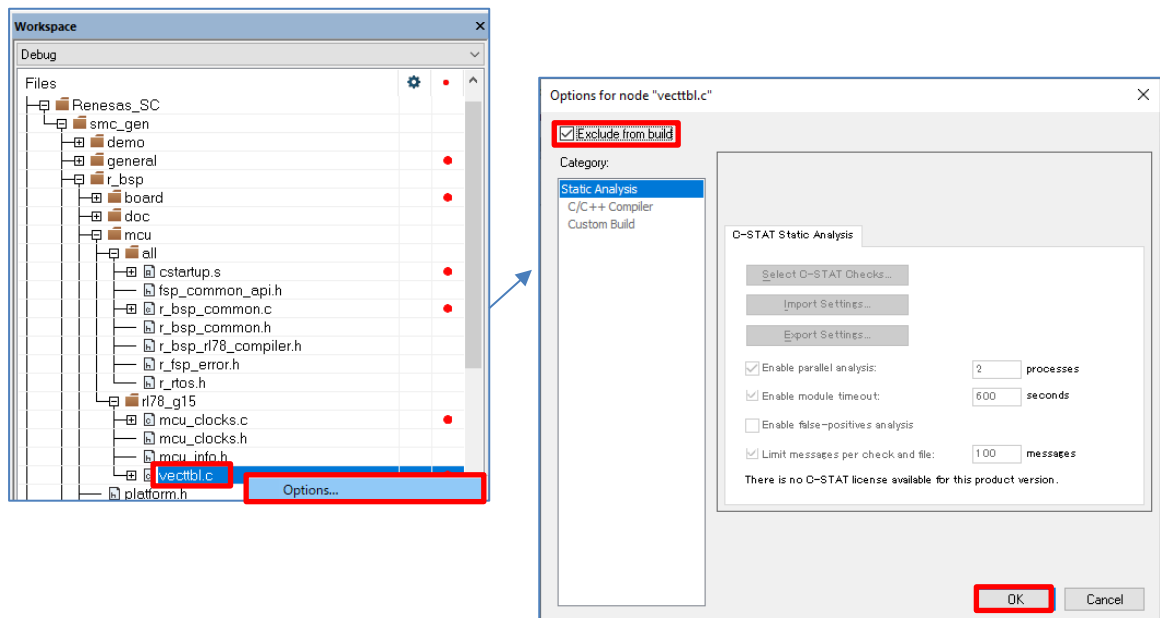 Workspace
Debug
Files
Renesas_SC
smc_gen
demo
general
r_bsp
board
doc
mcu
all
cstartup.s
fsp_common_api.h
r_bsp_common.c
r_bsp_common.h
r_bsp_rl78_compiler.h
r_fsp_error.h
r_rtos.h
rl78_g15
mcu_clocks.c
mcu_clocks.h
mcu_info.h
vecttbl.c
Options...
platform.h
Options for node "vecttbl.c"
Exclude from build
Category:
Static Analysis
C/C++ Compiler
Custom Build
C-STAT Static Analysis
Select C-STAT Checks...
Import Settings...
Export Settings...
Enable parallel analysis: 2 processes
Enable module timeout: 600 seconds
Enable false-positives analysis
Limit messages per check and file: 100 messages
There is no C-STAT license available for this product version.
OK Cancel